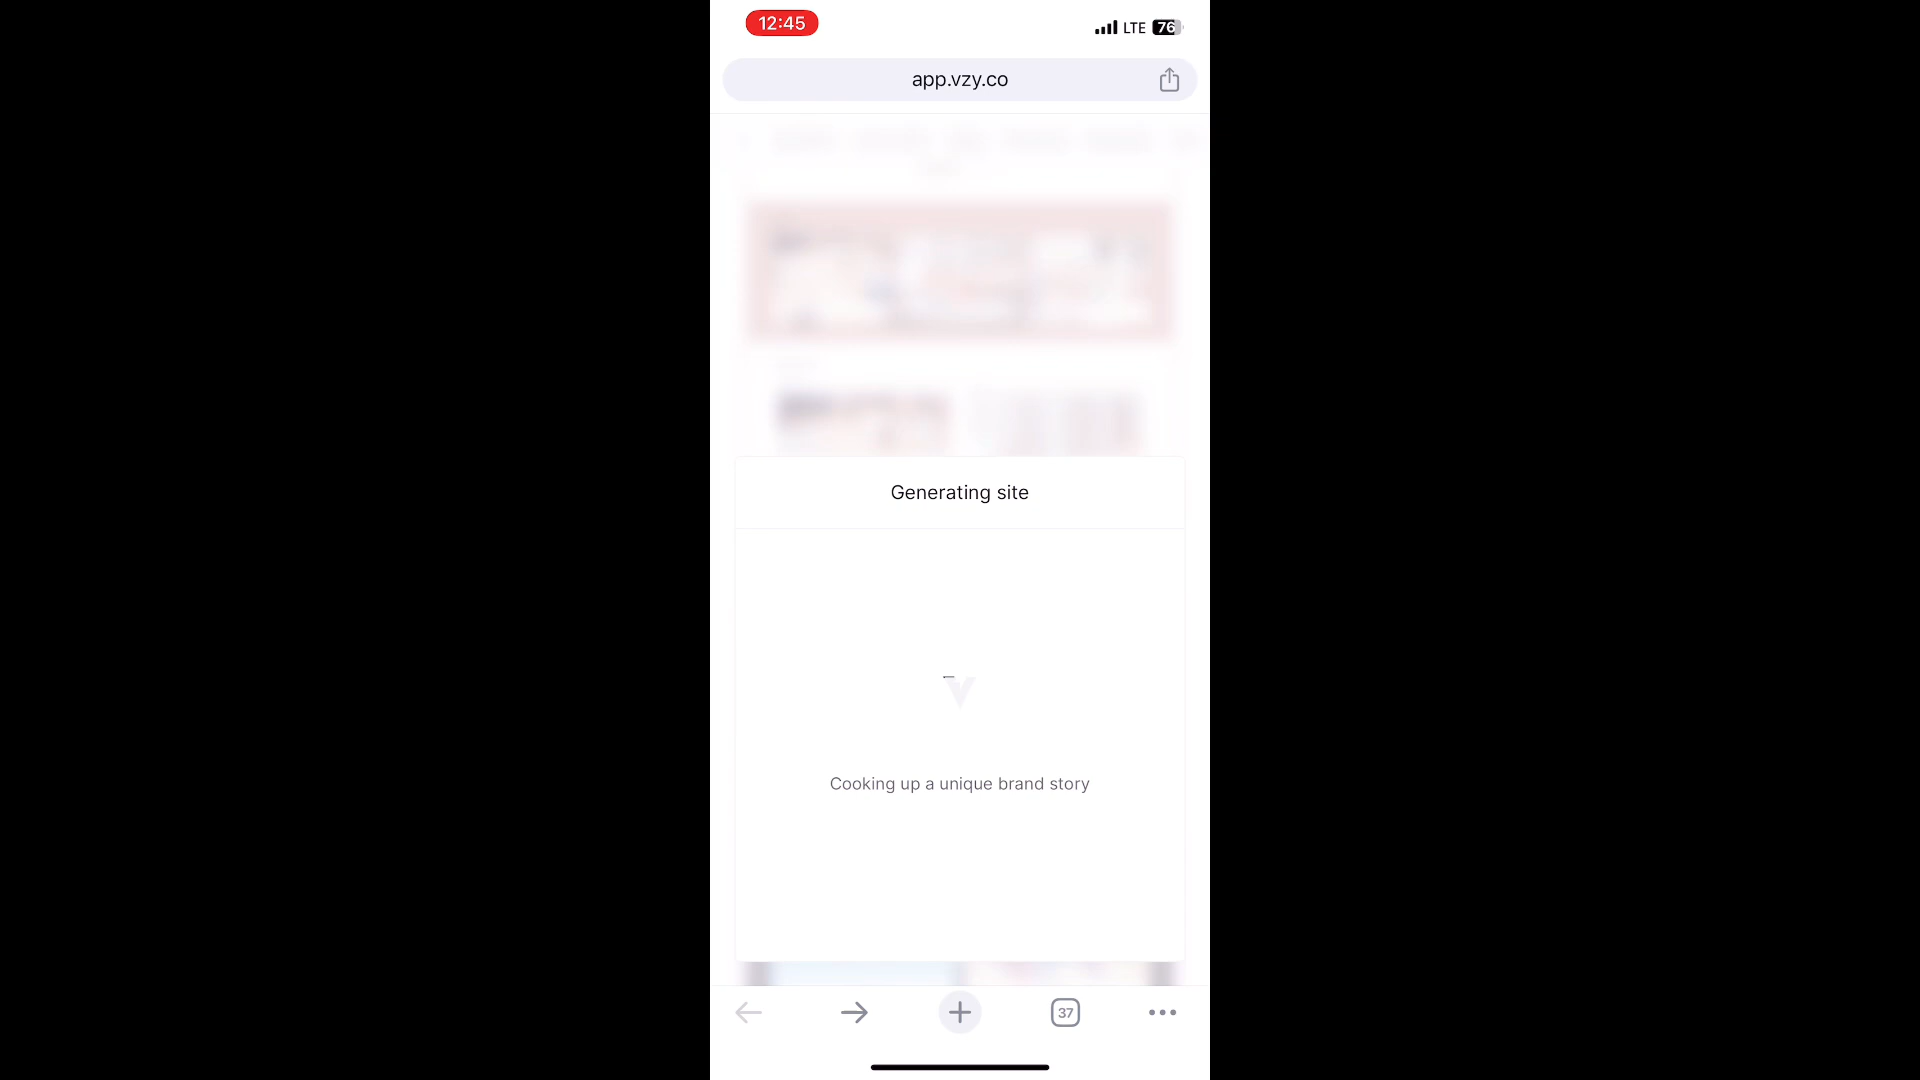 12:45
LTE 76
app.vzy.co
Generating site
Cooking up a unique brand story
37